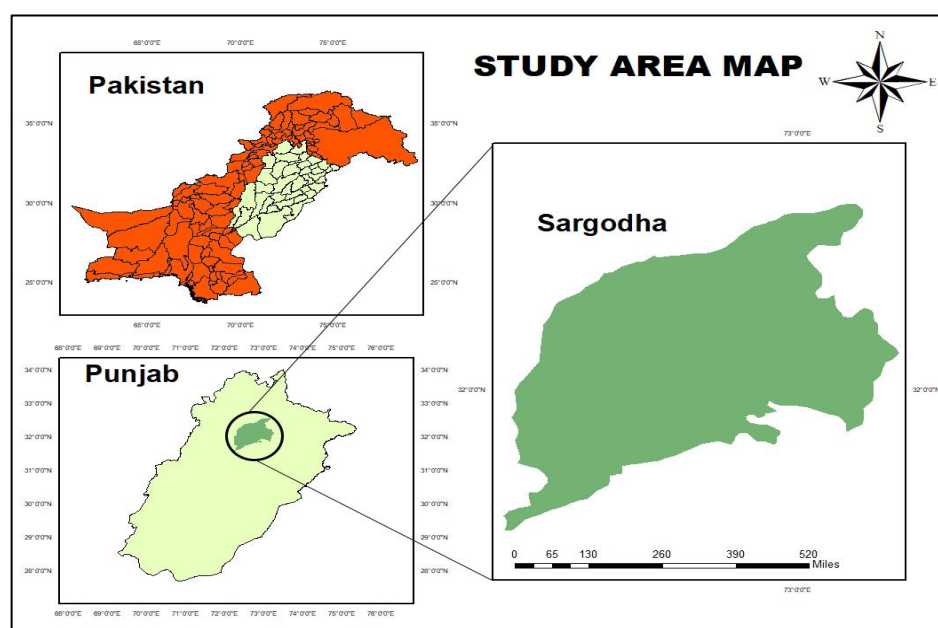 STUDY AREA MAP
N
W
E
S
65°0'0"E 70°0'0"E 75°0'0"E
Pakistan
35°0'0"N 35°0'0"N
30°0'0"N 30°0'0"N
25°0'0"N 25°0'0"N
65°0'0"E 70°0'0"E 75°0'0"E
68°0'0"E 69°0'0"E 70°0'0"E 71°0'0"E 72°0'0"E 73°0'0"E 74°0'0"E 75°0'0"E 76°0'0"E
Punjab
34°0'0"N 34°0'0"N
33°0'0"N 33°0'0"N
32°0'0"N 32°0'0"N
31°0'0"N 31°0'0"N
30°0'0"N 30°0'0"N
29°0'0"N 29°0'0"N
28°0'0"N 28°0'0"N
68°0'0"E 69°0'0"E 70°0'0"E 71°0'0"E 72°0'0"E 73°0'0"E 74°0'0"E 75°0'0"E 76°0'0"E
73°0'0"E
Sargodha
32°0'0"N 32°0'0"N
0 65 130 260 390 520
Miles
73°0'0"E